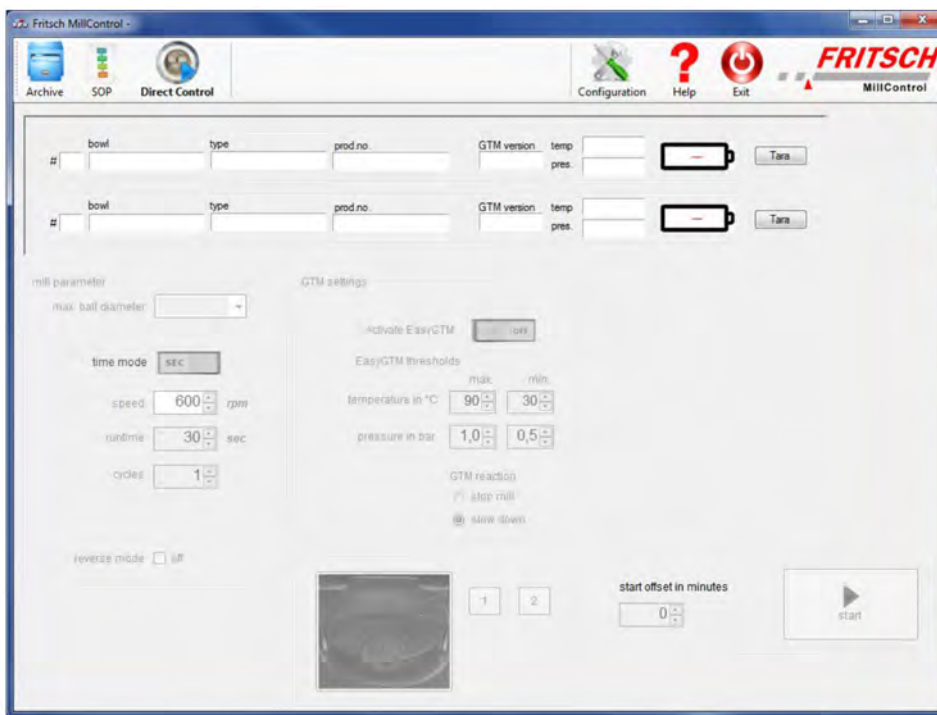 Fritsch MillControl -
Archive SOP Direct Control Configuration Help Exit FRITSCH
MillControl
bowl type prod.no. GTM version temp
# pres. Tara
bowl type prod.no. GTM version temp
# pres. Tara
mill parameter GTM settings
max. ball diameter
Activate EasyGTM OFF
time mode SEC EasyGTM thresholds
max. min.
speed 600 rpm temperature in °C 90 30
runtime 30 sec pressure in bar 1,0 0,5
cycles 1
GTM reaction
stop mill
slow down
reverse mode off
start offset in minutes
1 2 0 start